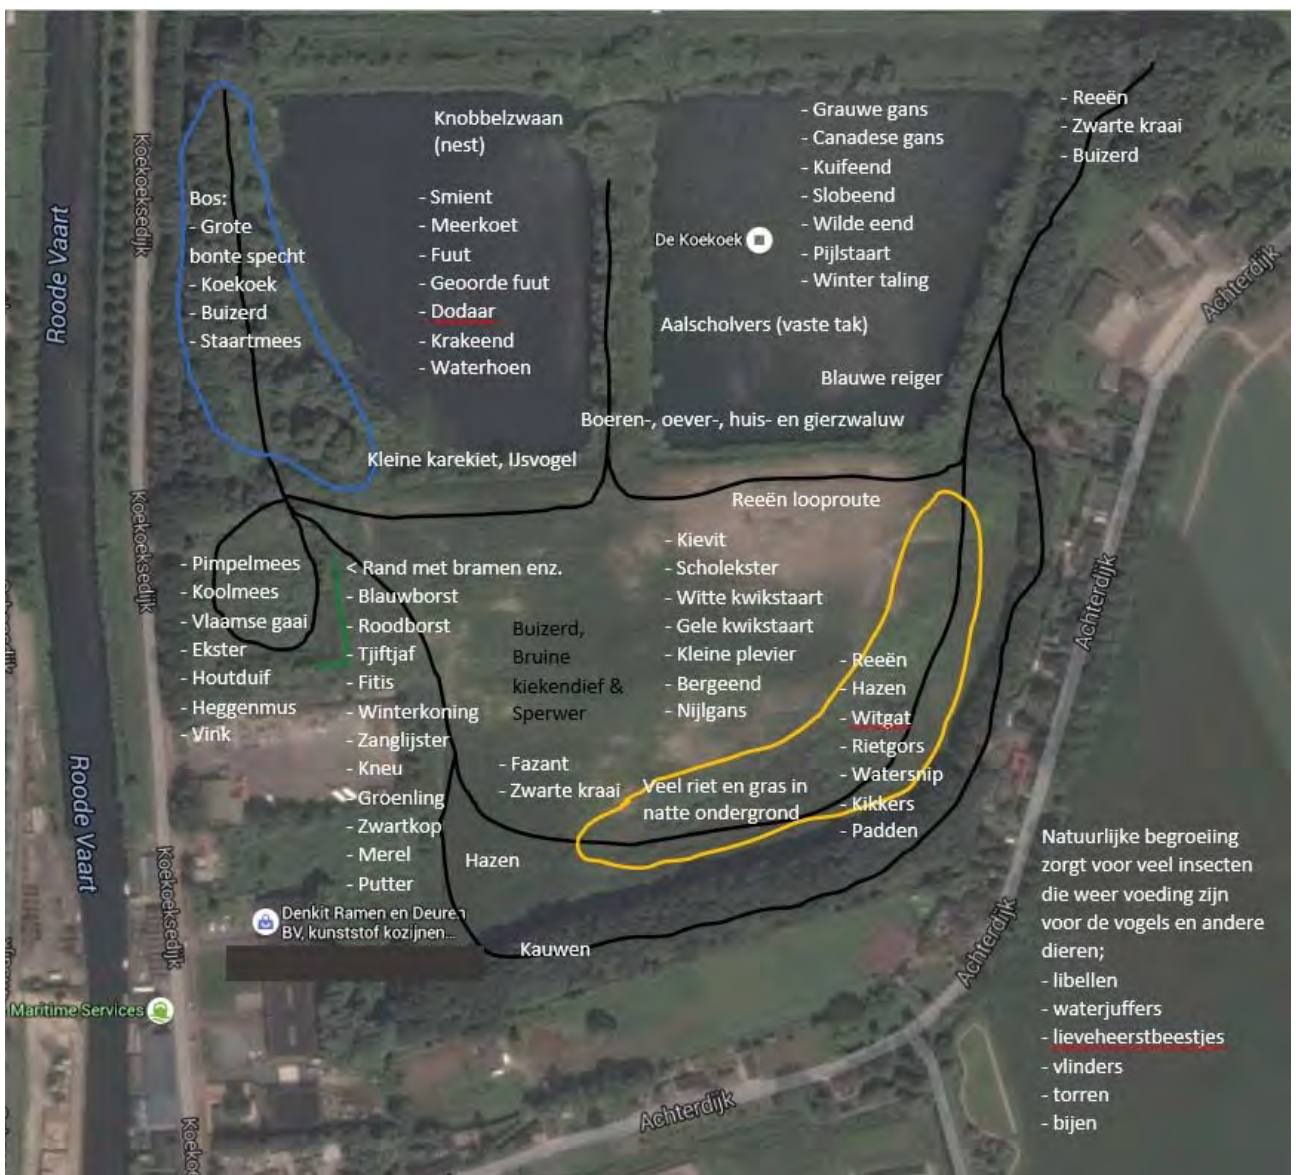 Knobbelzwaan
(nest)
- Smient
- Meerkoet
- Fuut
- Geoorde fuut
- Dodaar
- Krakeend
- Waterhoen
- Grauwe gans
- Canadese gans
- Kuifeend
- Slobeend
- Wilde eend
- Pijlstaart
- Winter taling
- Reeën
- Zwarte kraai
- Buizerd
Bos:
- Grote
bonte specht
- Koekoek
- Buizerd
- Staartmees
De Koekoek
Aalscholvers (vaste tak)
Blauwe reiger
Boeren-, oever-, huis- en gierzwaluw
Kleine karekiet, IJsvogel
Reeën looproute
- Pimpelmees
- Koolmees
- Vlaamse gaai
- Ekster
- Houtduif
- Heggenmus
- Vink
< Rand met bramen enz.
- Blauwborst
- Roodborst
- Tjiftjaf
- Fitis
- Winterkoning
- Zanglijster
- Kneu
- Groenling
- Zwartkop
- Merel
- Putter
Buizerd,
Bruine
kiekendief &
Sperwer
- Fazant
- Zwarte kraai
- Kievit
- Scholekster
- Witte kwikstaart
- Gele kwikstaart
- Kleine plevier
- Bergeend
- Nijlgans
- Reeën
- Hazen
- Witgat
- Rietgors
- Watersnip
- Kikkers
- Padden
Veel riet en gras in
natte ondergrond
Hazen
Kauwen
Denkit Ramen en Deuren
BV, kunststof kozijnen...
Maritime Services
Natuurlijke begroeiing
zorgt voor veel insecten
die weer voeding zijn
voor de vogels en andere
dieren;
- libellen
- waterjuffers
- lieveheerstbeestjes
- vlinders
- torren
- bijen
Roode Vaart
Roode Vaart
Koekoeksedijk
Koekoeksedijk
Koekoeksedijk
Koekoeksedijk
Achterdijk
Achterdijk
Achterdijk
Achterdijk